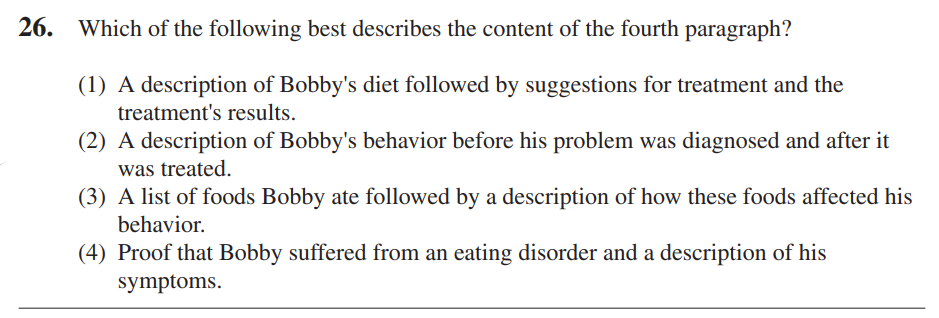 26. Which of the following best describes the content of the fourth paragraph?
(1) A description of Bobby's diet followed by suggestions for treatment and the
treatment's results.
(2) A description of Bobby's behavior before his problem was diagnosed and after it
was treated.
(3) A list of foods Bobby ate followed by a description of how these foods affected his
behavior.
(4) Proof that Bobby suffered from an eating disorder and a description of his
symptoms.